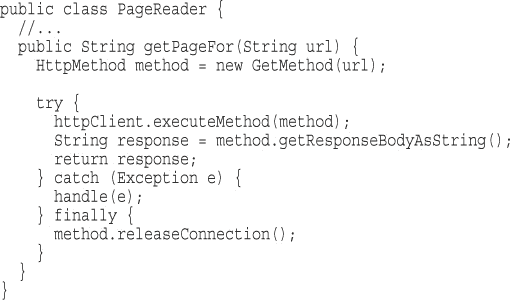 public class PageReader {
  //...
  public String getPageFor(String url) {
    HttpMethod method = new GetMethod(url);

    try {
      httpClient.executeMethod(method);
      String response = method.getResponseBodyAsString();
      return response;
    } catch (Exception e) {
      handle(e);
    } finally {
      method.releaseConnection();
    }
  }
}